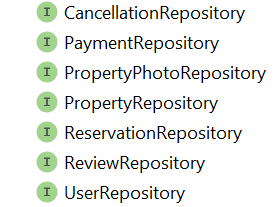 I CancellationRepository
I PaymentRepository
I PropertyPhotoRepository
I PropertyRepository
I ReservationRepository
I ReviewRepository
I UserRepository